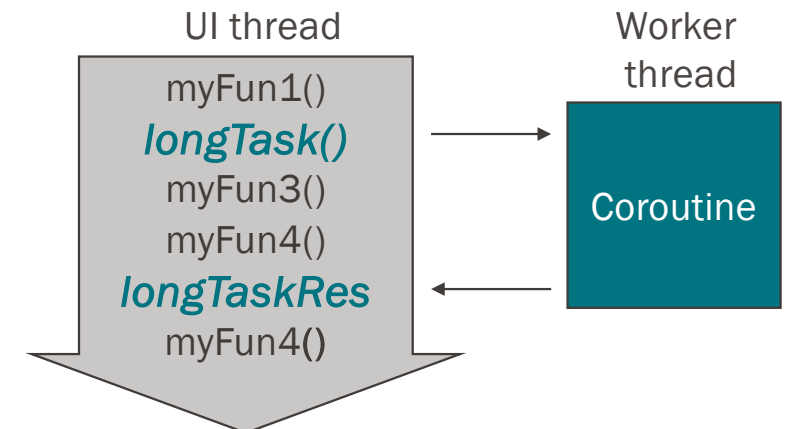 UI thread
myFun1()
longTask()
myFun3()
myFun4()
longTaskRes
myFun4()
Worker
thread
Coroutine